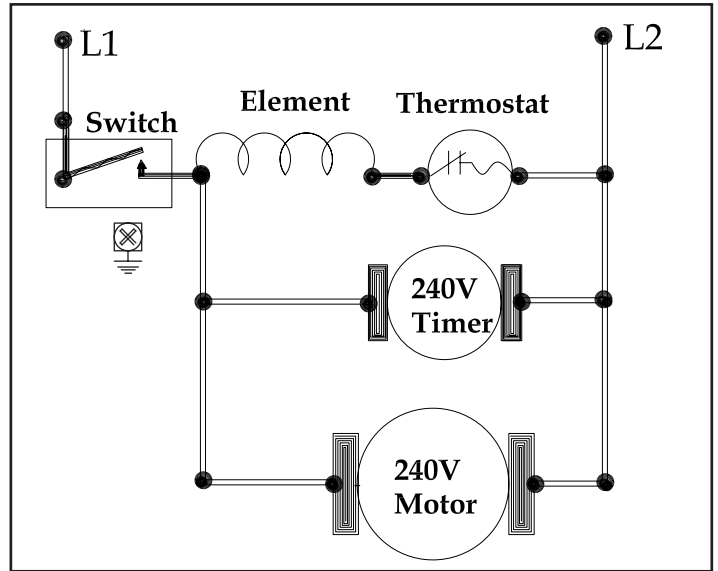 L1
L2
Element
Thermostat
Switch
240V
Timer
240V
Motor